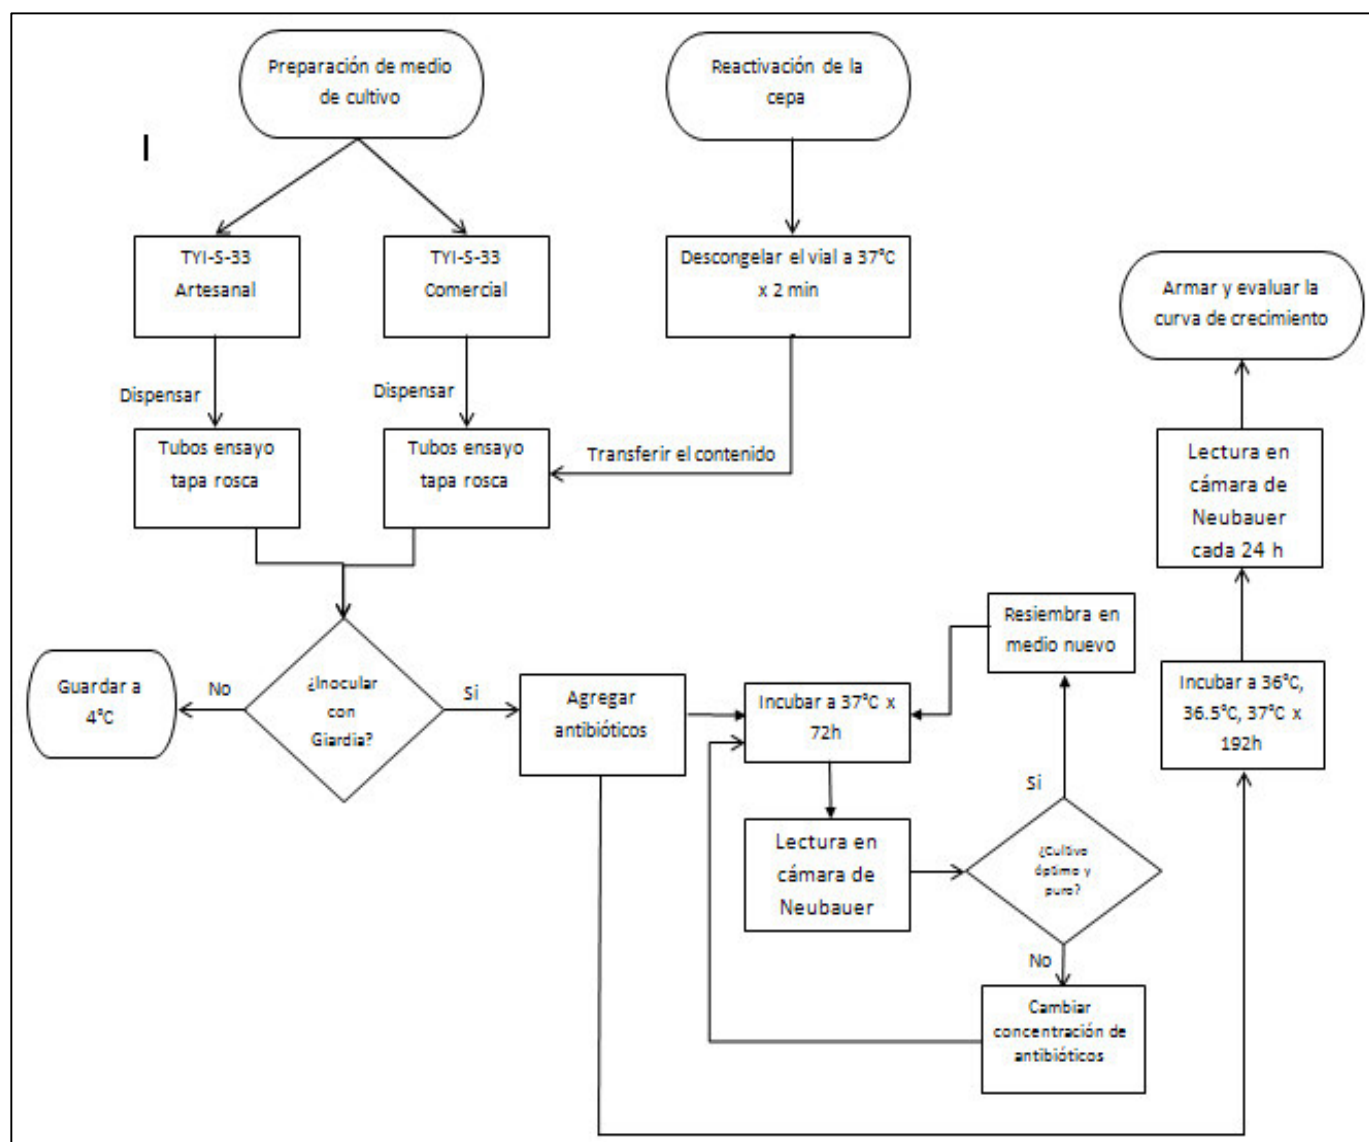 Preparación de medio
de cultivo
Reactivación de la
cepa
I
TYI-S-33
Artesanal
TYI-S-33
Comercial
Descongelar el vial a 37°C
x 2 min
Armar y evaluar la
curva de crecimiento
Dispensar
Dispensar
Tubos ensayo
tapa rosca
Tubos ensayo
tapa rosca
Transferir el contenido
Lectura en
cámara de
Neubauer
cada 24 h
Resiembra en
medio nuevo
Guardar a
4°C
No
¿Inocular
con
Giardia?
Si
Agregar
antibióticos
Incubar a 37°C x
72h
Incubar a 36°C,
36.5°C, 37°C x
192h
Si
Lectura en
cámara de
Neubauer
¿Cultivo
óptimo y
puro?
No
Cambiar
concentración de
antibióticos